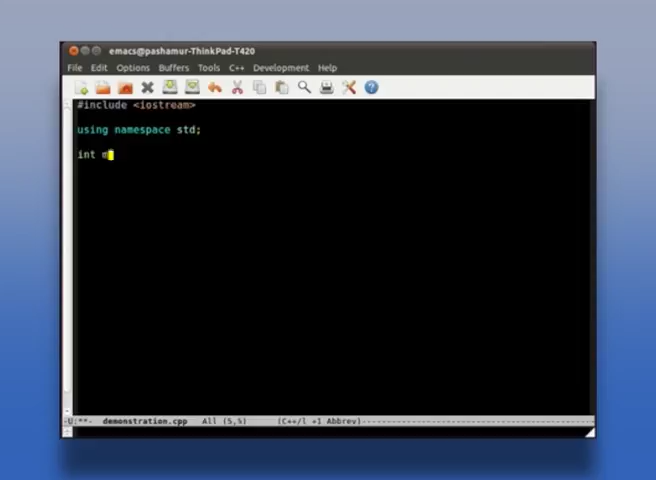 emacs@pashamur-ThinkPad-T420
File Edit Options Buffers Tools C++ Development Help
#include <iostream>
using namespace std;
int m
-U:**- demonstration.cpp All (5,5) (C++/l +1 Abbrev)